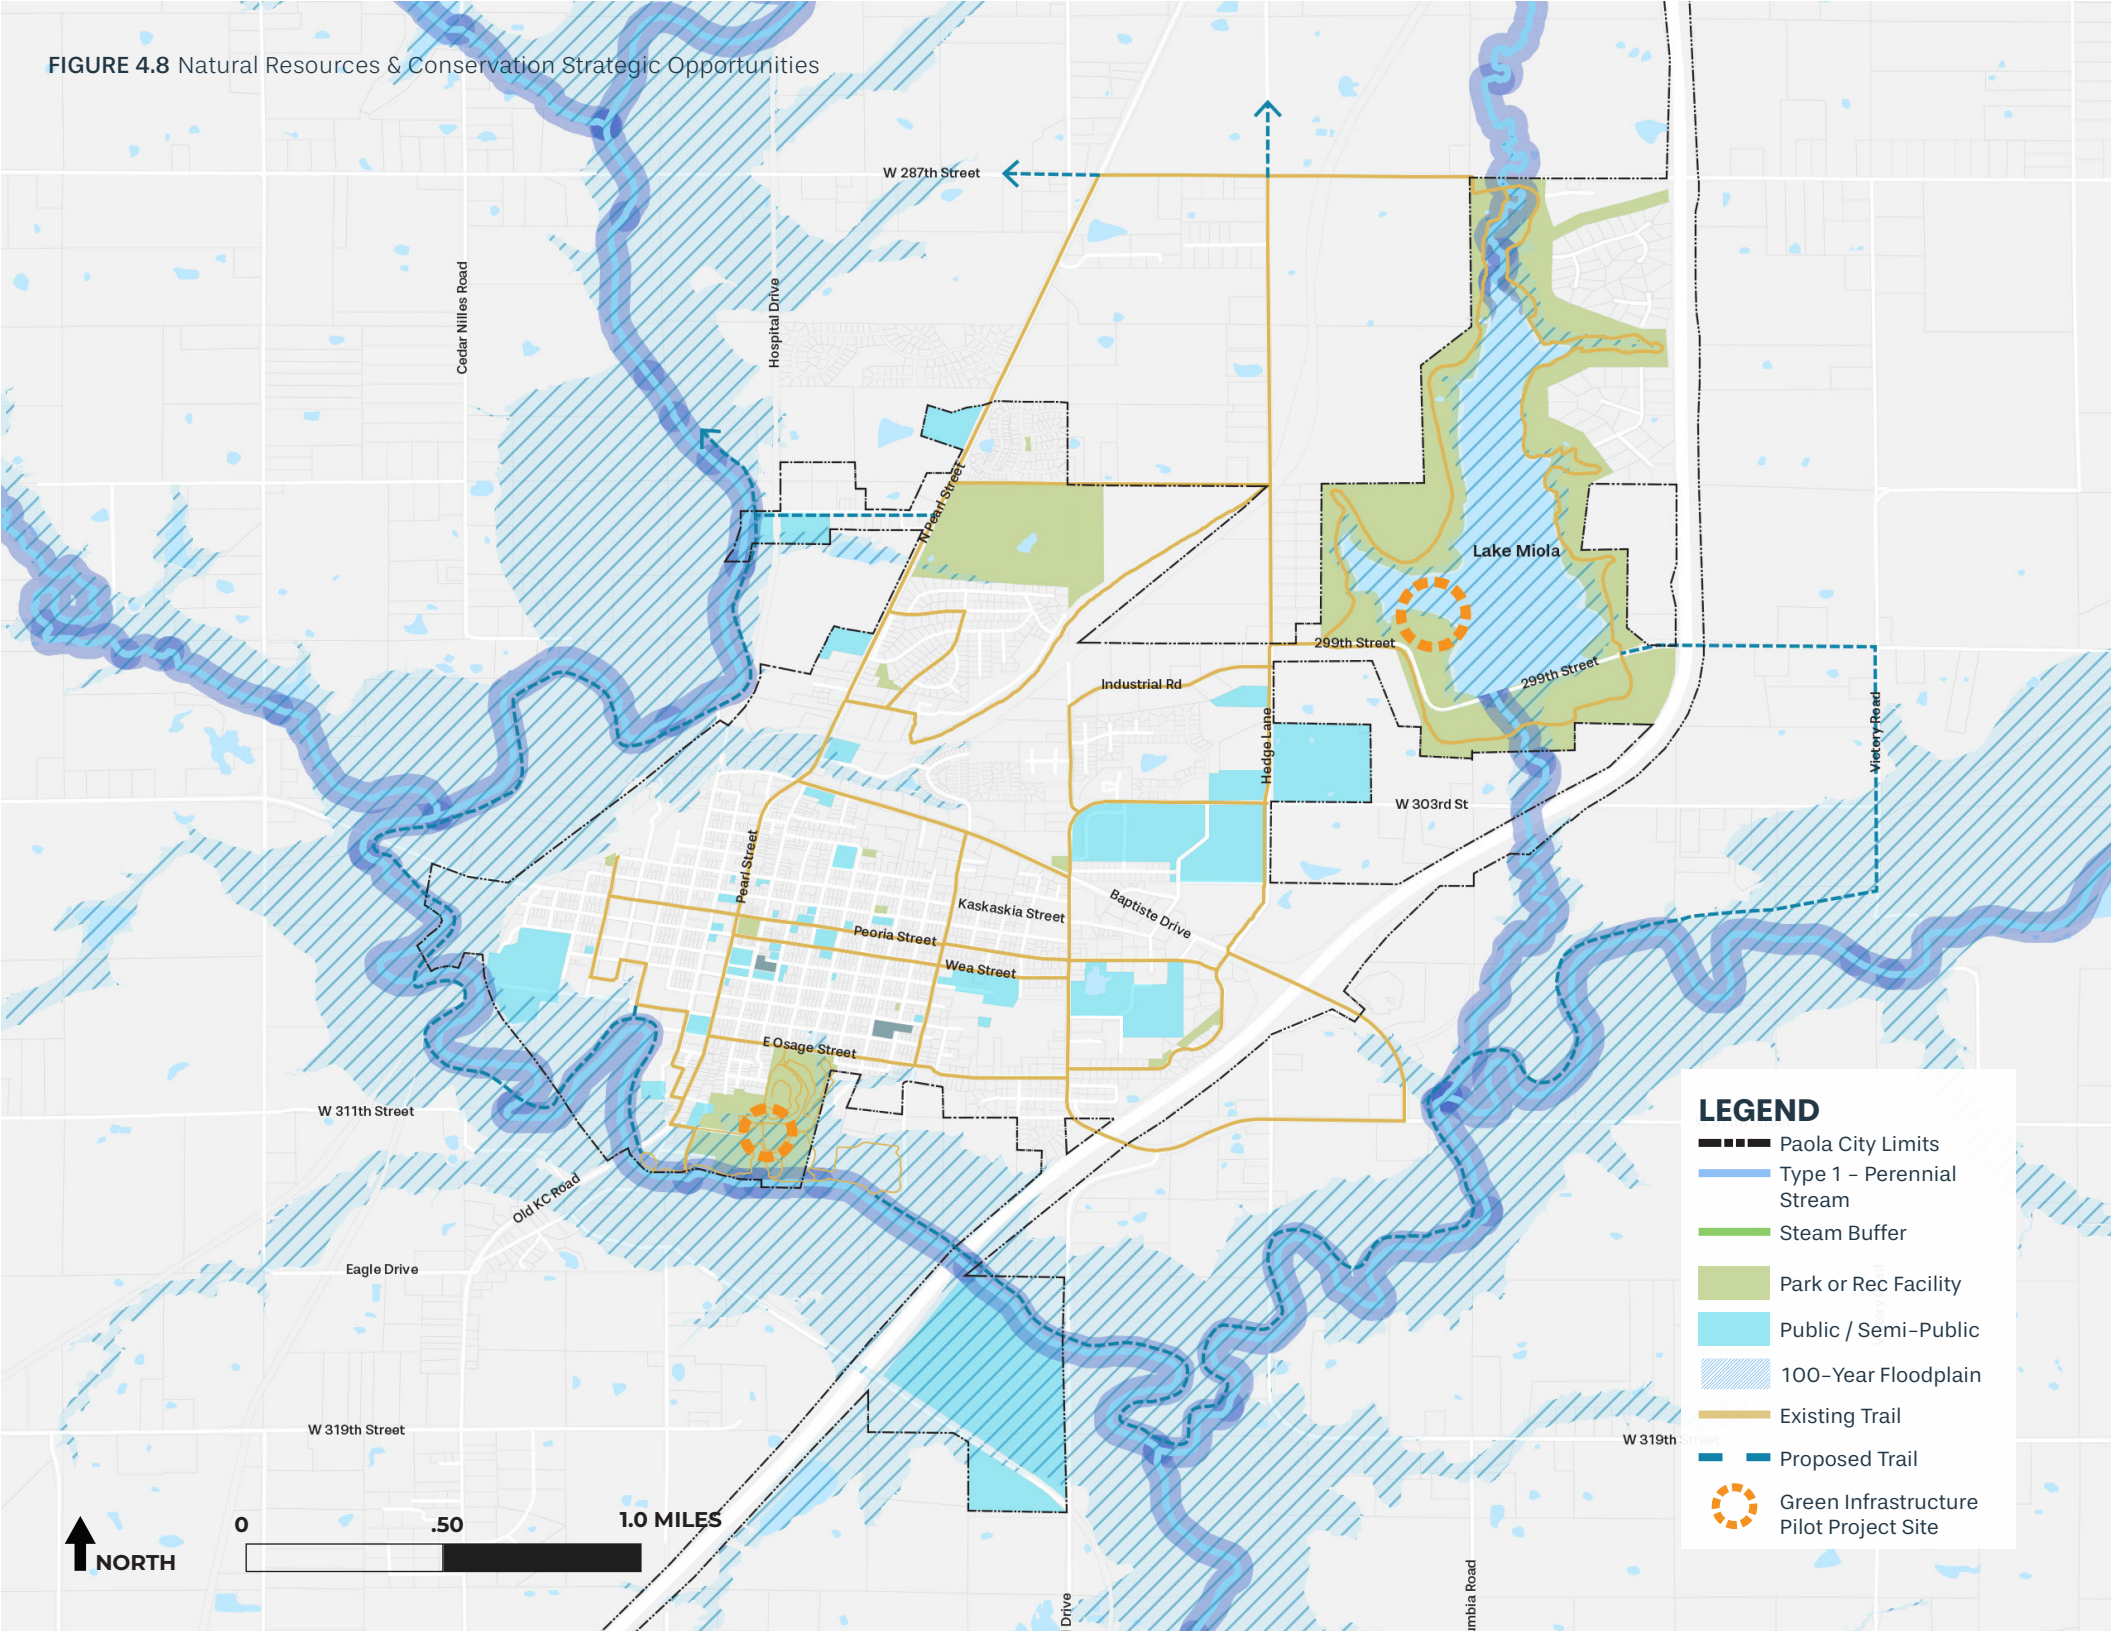 FIGURE 4.8 Natural Resources & Conservation Strategic Opportunities
W 287th Street
Cedar Nilles Road
Hospital Drive
N Pearl Street
Lake Miola
299th Street
299th Street
Industrial Rd
Hedge Lane
Victory Road
W 303rd St
Pearl Street
Kaskaskia Street
Baptiste Drive
Peoria Street
Wea Street
E Osage Street
W 311th Street
Old KC Road
Eagle Drive
W 319th Street
W 319th Street
Drive
umbia Road
LEGEND
Paola City Limits
Type 1 - Perennial
Stream
Steam Buffer
Park or Rec Facility
Public / Semi-Public
100-Year Floodplain
Existing Trail
Proposed Trail
Green Infrastructure
Pilot Project Site
0 .50 1.0 MILES
NORTH